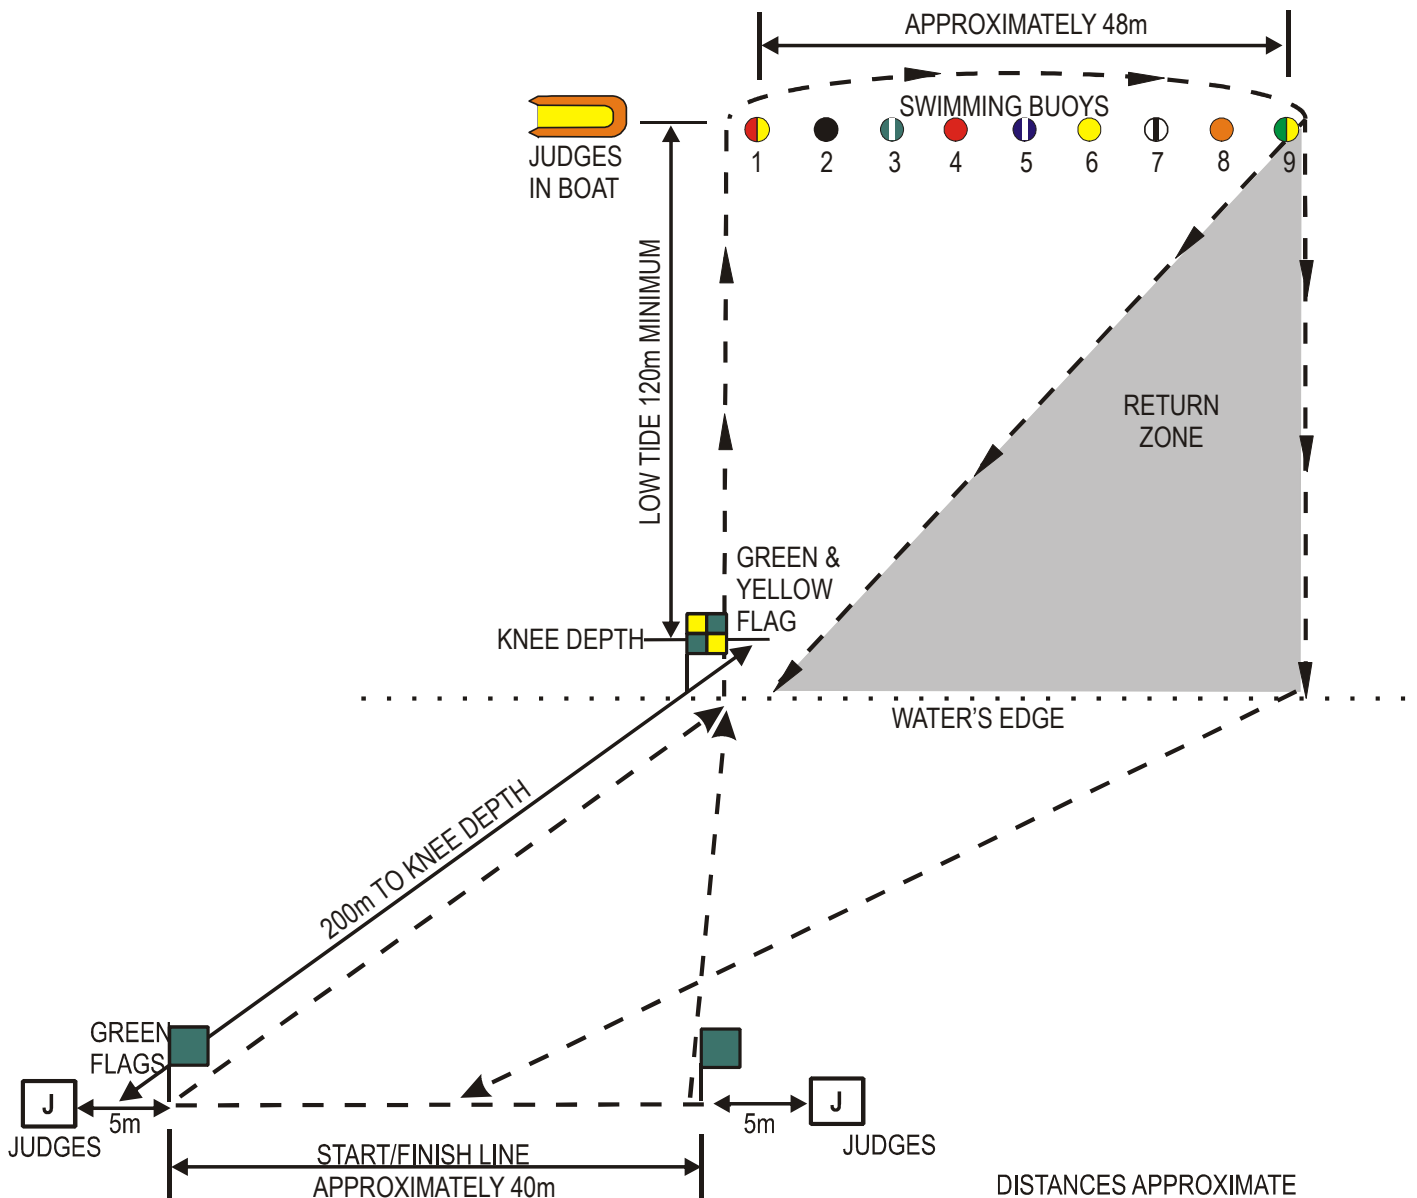 APPROXIMATELY 48m
SWIMMING BUOYS
1 2 3 4 5 6 7 8 9
JUDGES
IN BOAT
LOW TIDE 120m MINIMUM
RETURN
ZONE
GREEN &
YELLOW
FLAG
KNEE DEPTH
WATER'S EDGE
200m TO KNEE DEPTH
GREEN
FLAGS
J
5m
JUDGES
J
5m
JUDGES
START/FINISH LINE
APPROXIMATELY 40m
DISTANCES APPROXIMATE